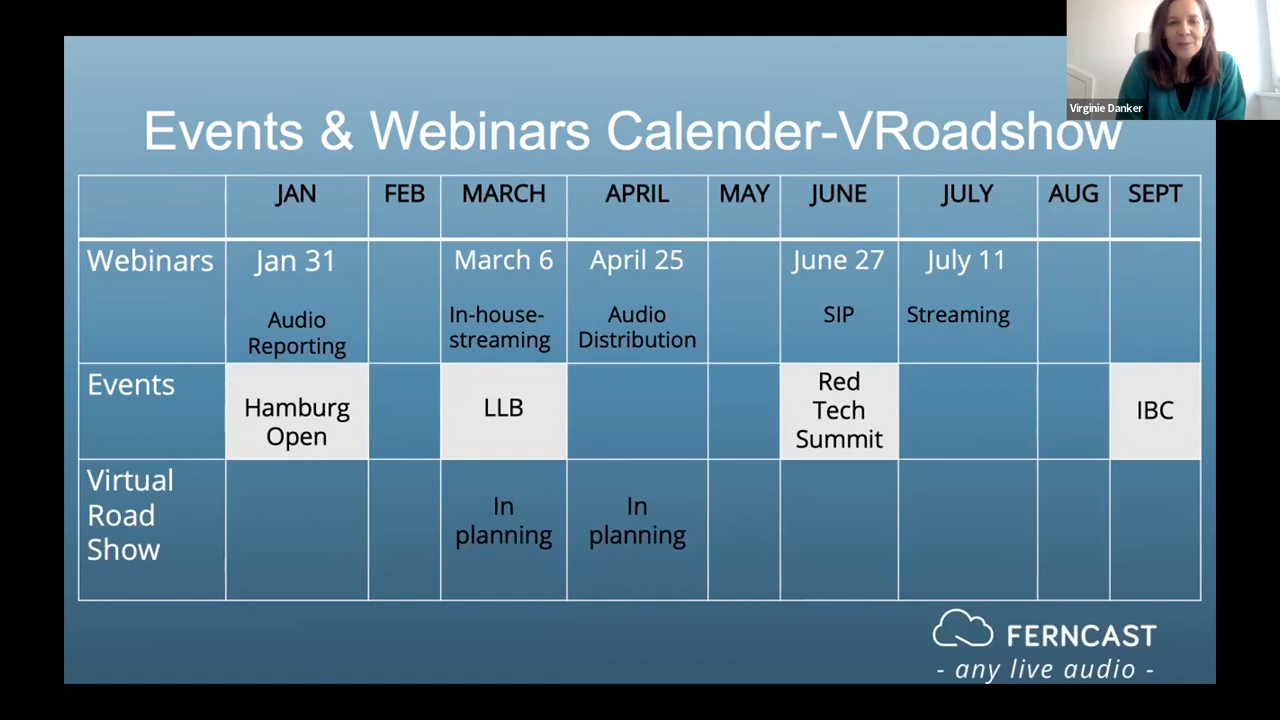 Virginie Danker
Events & Webinars Calender-VRoadshow
JAN FEB MARCH APRIL MAY JUNE JULY AUG SEPT
Webinars
Jan 31
Audio
Reporting
March 6
In-house-
streaming
April 25
Audio
Distribution
June 27
SIP
July 11
Streaming
Events
Hamburg
Open
LLB
Red
Tech
Summit
IBC
Virtual
Road
Show
In
planning
In
planning
FERNCAST
- any live audio -